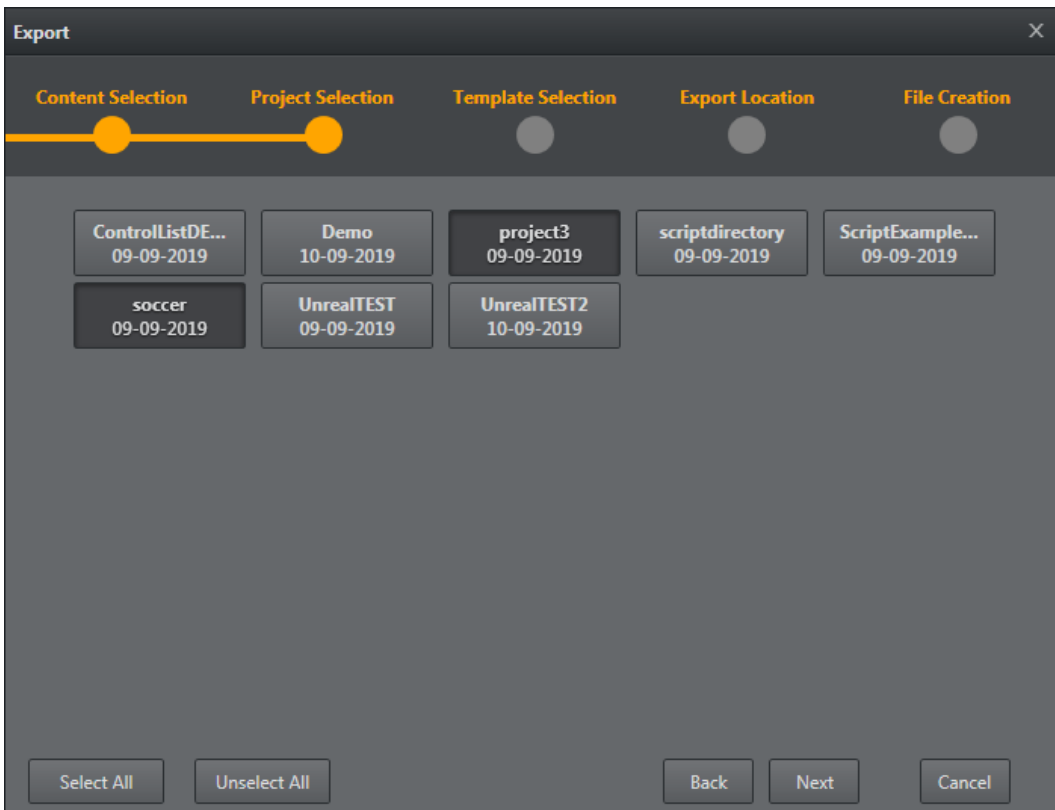 Export
X
Content Selection Project Selection Template Selection Export Location File Creation
ControlListDE... Demo project3 scriptdirectory ScriptExample...
09-09-2019 10-09-2019 09-09-2019 09-09-2019 09-09-2019
soccer UnrealTEST UnrealTEST2
09-09-2019 09-09-2019 10-09-2019
Select All Unselect All Back Next Cancel